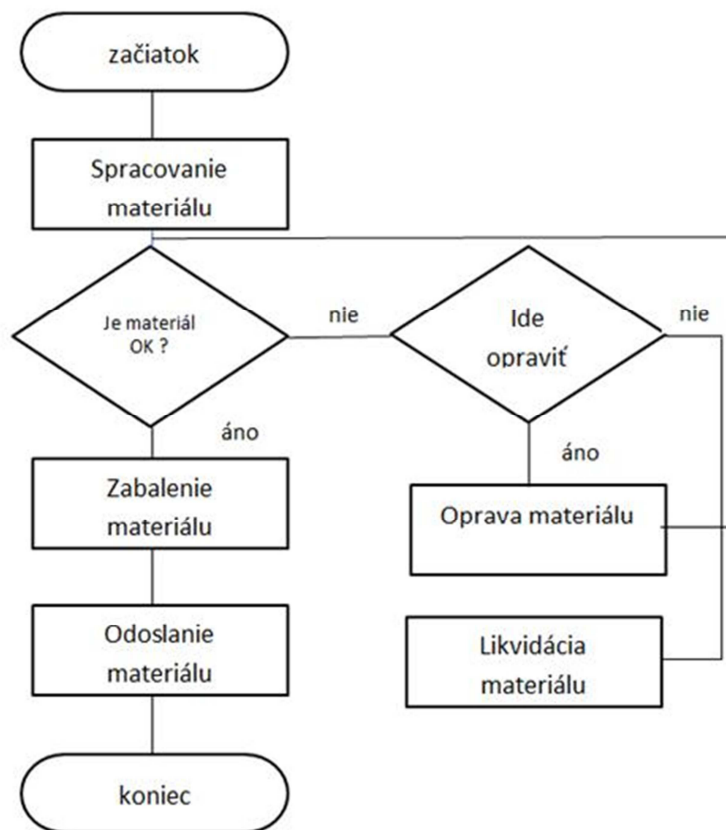 začiatok
Spracovanie
materiálu
Je materiál
OK ?
nie
Ide
opraviť
nie
áno
áno
Zabalenie
materiálu
Oprava materiálu
Odoslanie
materiálu
Likvidácia
materiálu
koniec